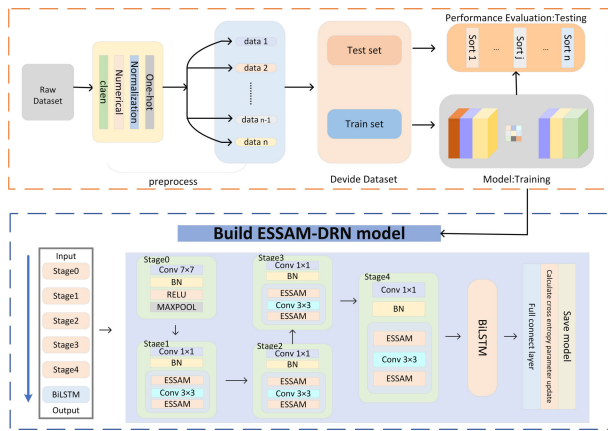 Performance Evaluation:Testing
Raw
Dataset
claen
Numerical
Normalization
One-hot
data 1
data 2
........
data n-1
data n
Test set
Train set
Sort 1
...
Sort j
...
Sort n
preprocess
Devide Dataset
Model:Training
Build ESSAM-DRN model
Input
Stage0
Stage1
Stage2
Stage3
Stage4
BiLSTM
Output
Stage0
Conv 7×7
BN
RELU
MAXPOOL
Stage1
Conv 1×1
BN
ESSAM
Conv 3×3
ESSAM
Stage3
Conv 1×1
BN
ESSAM
Conv 3×3
ESSAM
Stage2
Conv 1×1
BN
ESSAM
Conv 3×3
ESSAM
Stage4
Conv 1×1
BN
ESSAM
Conv 3×3
ESSAM
BiLSTM
Full connect layer
Calculate cross entropy parameter update
Save model